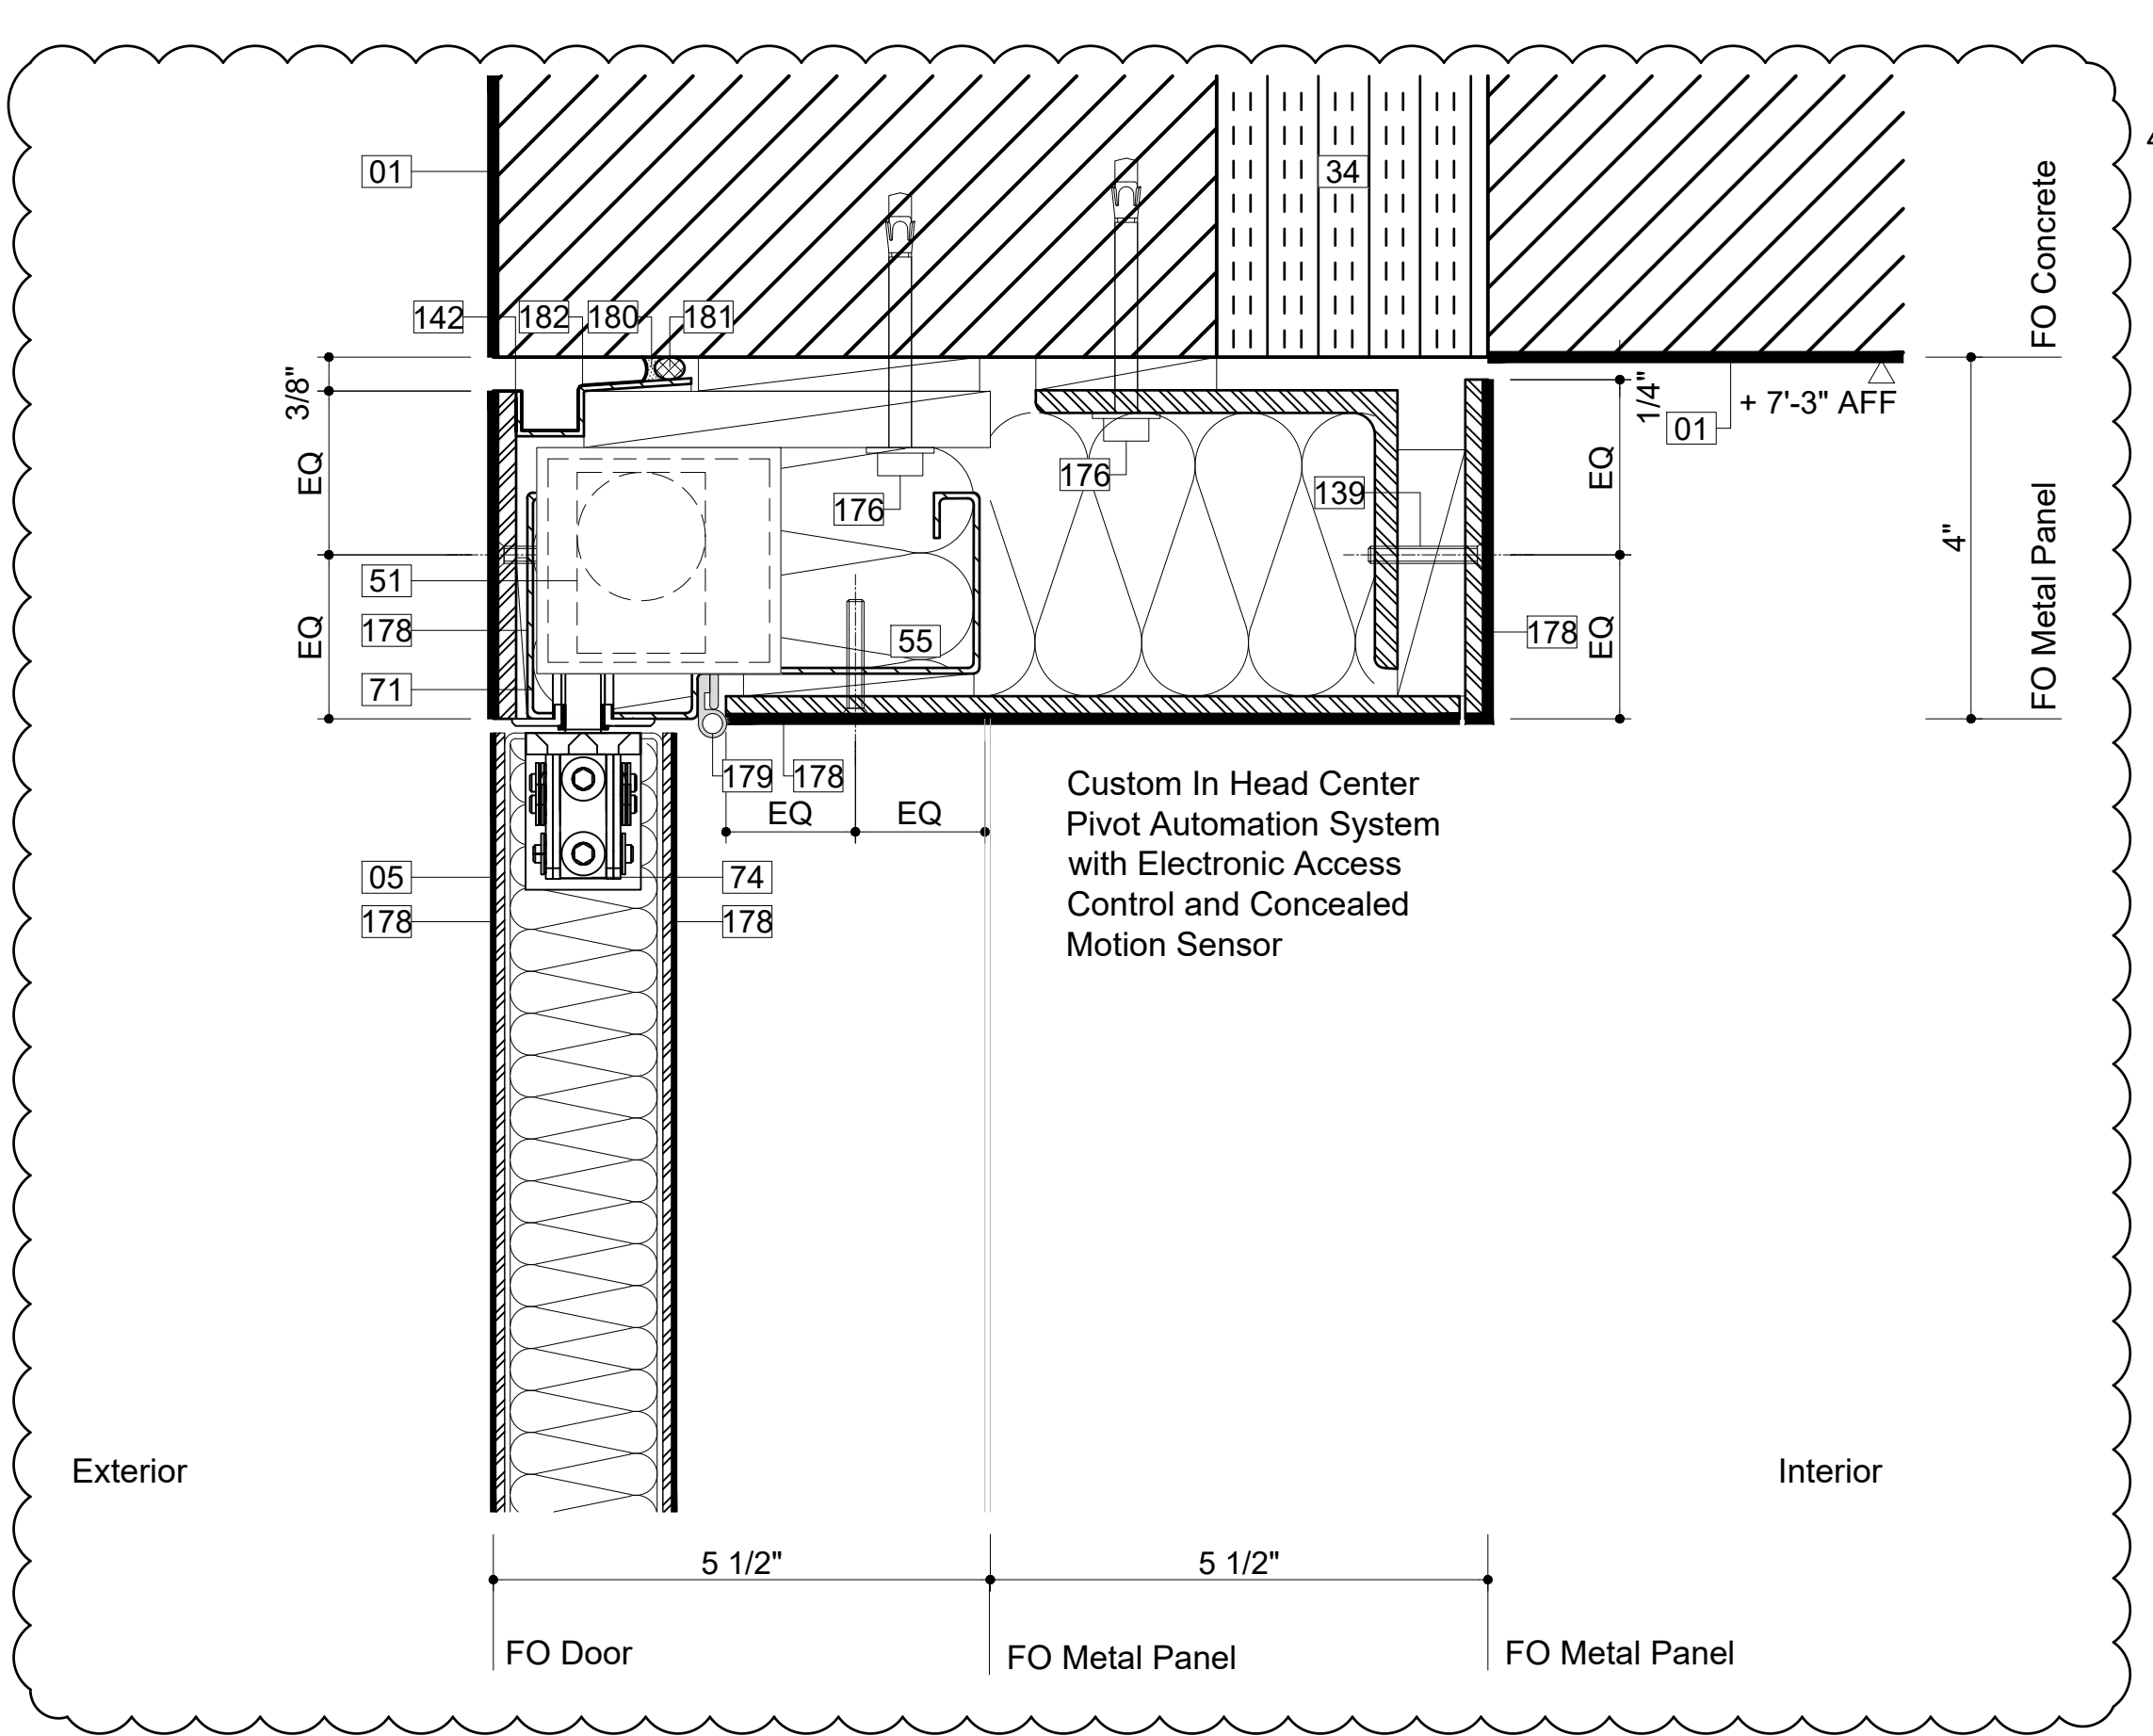 4
01
34
FO Concrete
142
182
180
181
3/8"
1/4"
+ 7'-3" AFF
01
EQ
176
176
139
EQ
4"
FO Metal Panel
51
178
EQ
55
178
EQ
71
179
178
EQ
EQ
Custom In Head Center
Pivot Automation System
with Electronic Access
Control and Concealed
Motion Sensor
05
74
178
178
Exterior
Interior
5 1/2"
5 1/2"
FO Door
FO Metal Panel
FO Metal Panel